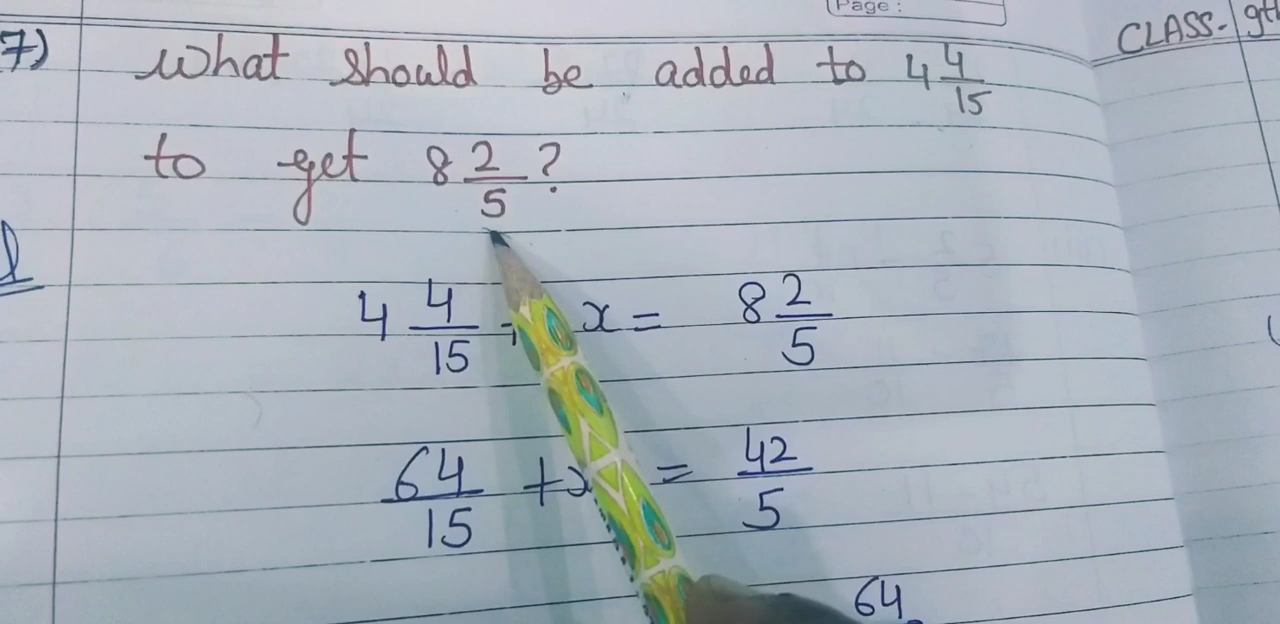 Page :
CLASS- 9th
7) What should be added to 4 4/15
to get 8 2/5 ?
4 4/15 + x = 8 2/5
64/15 + x = 42/5
64